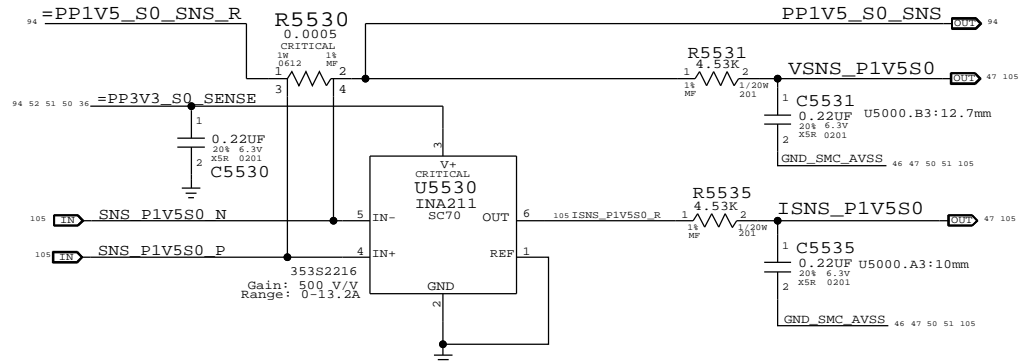 94 =PP1V5_S0_SNS_R
R5530
0.0005
CRITICAL
1W 1%
0612 MF
1 2
3 4
PP1V5_S0_SNS OUT 94
R5531
4.53K
1 2
1% 1/20W
MF 201
VSNS_P1V5S0 OUT 47 105
1 C5531
0.22UF U5000.B3:12.7mm
20% 6.3V
2 X5R 0201
GND_SMC_AVSS 46 47 50 51 105
94 52 51 50 36 =PP3V3_S0_SENSE
1
0.22UF
20% 6.3V
2 X5R 0201
C5530
3
V+
CRITICAL
U5530
INA211
SC70
105 IN SNS_P1V5S0_N 5 IN-
OUT 6 105 ISNS_P1V5S0_R
105 IN SNS_P1V5S0_P 4 IN+
REF 1
353S2216
Gain: 500 V/V
Range: 0-13.2A
GND
2
R5535
4.53K
1 2
1% 1/20W
MF 201
ISNS_P1V5S0 OUT 47 105
1 C5535
0.22UF U5000.A3:10mm
20% 6.3V
2 X5R 0201
GND_SMC_AVSS 46 47 50 51 105